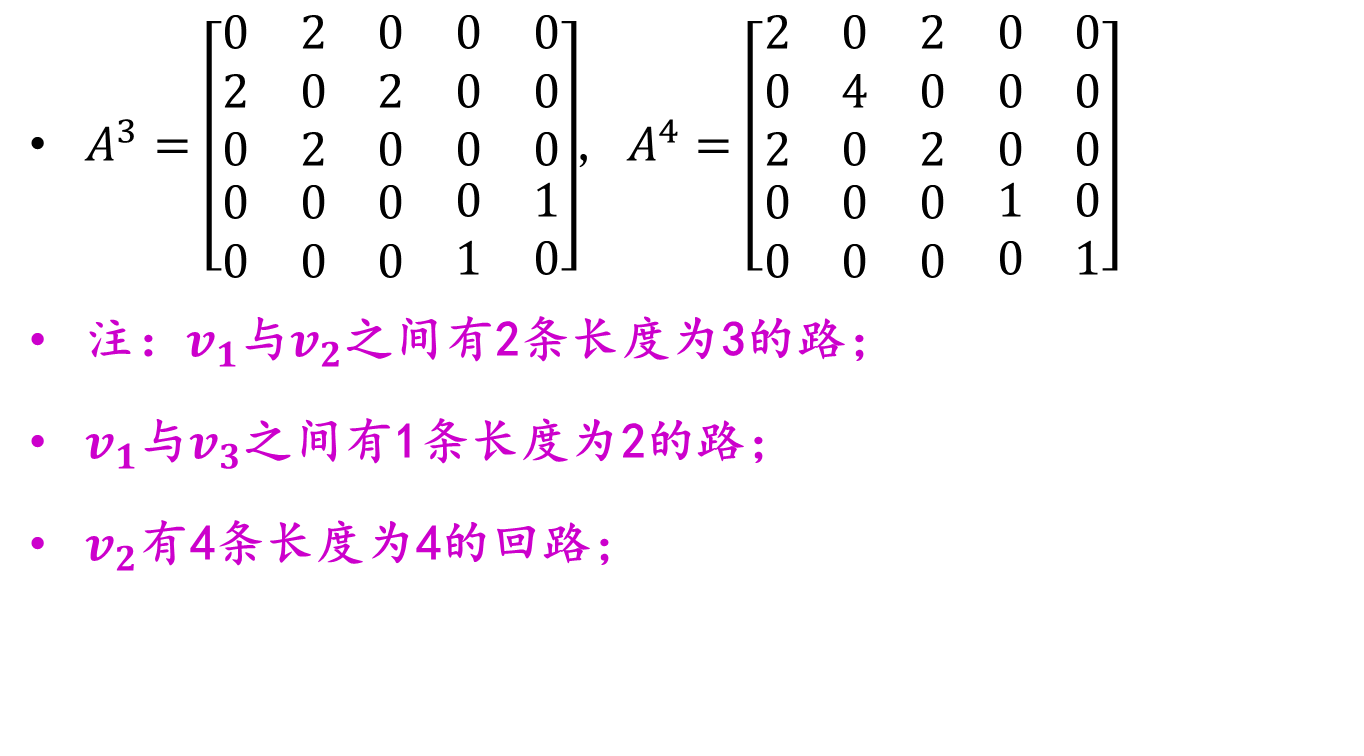 • A³ = [0 2 0 0 0; 2 0 2 0 0; 0 2 0 0 0; 0 0 0 0 1; 0 0 0 1 0], A⁴ = [2 0 2 0 0; 0 4 0 0 0; 2 0 2 0 0; 0 0 0 1 0; 0 0 0 0 1]
• 注：v₁与v₂之间有2条长度为3的路；
• v₁与v₃之间有1条长度为2的路；
• v₂有4条长度为4的回路；